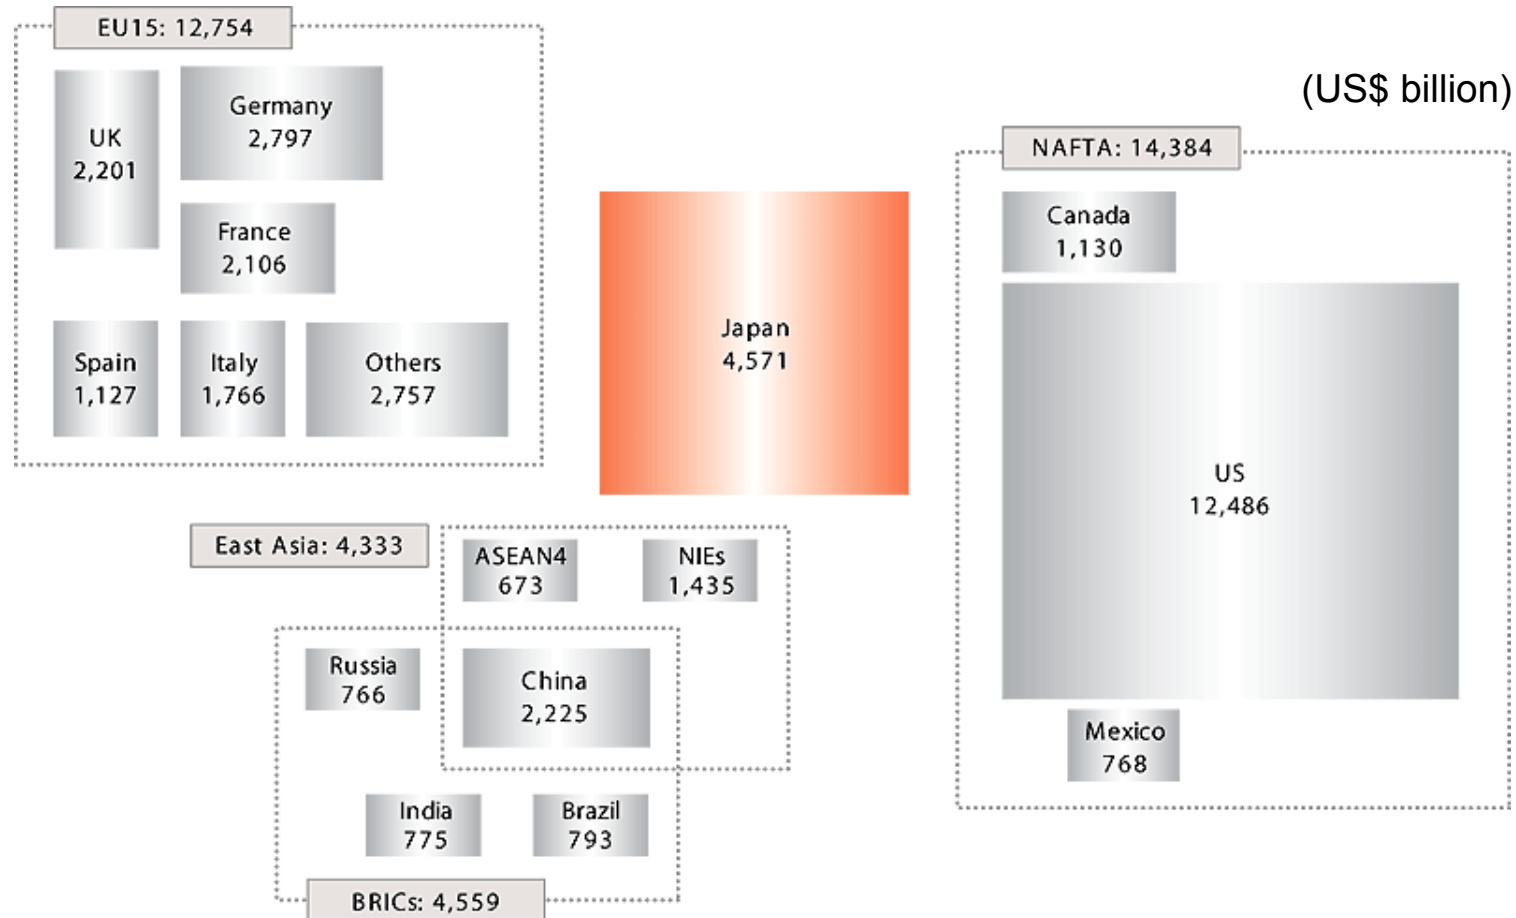 EU15: 12,754
UK
2,201
Germany
2,797
France
2,106
Spain
1,127
Italy
1,766
Others
2,757
Japan
4,571
(US$ billion)
NAFTA: 14,384
Canada
1,130
US
12,486
Mexico
768
East Asia: 4,333
ASEAN4
673
NIEs
1,435
Russia
766
China
2,225
India
775
Brazil
793
BRICs: 4,559